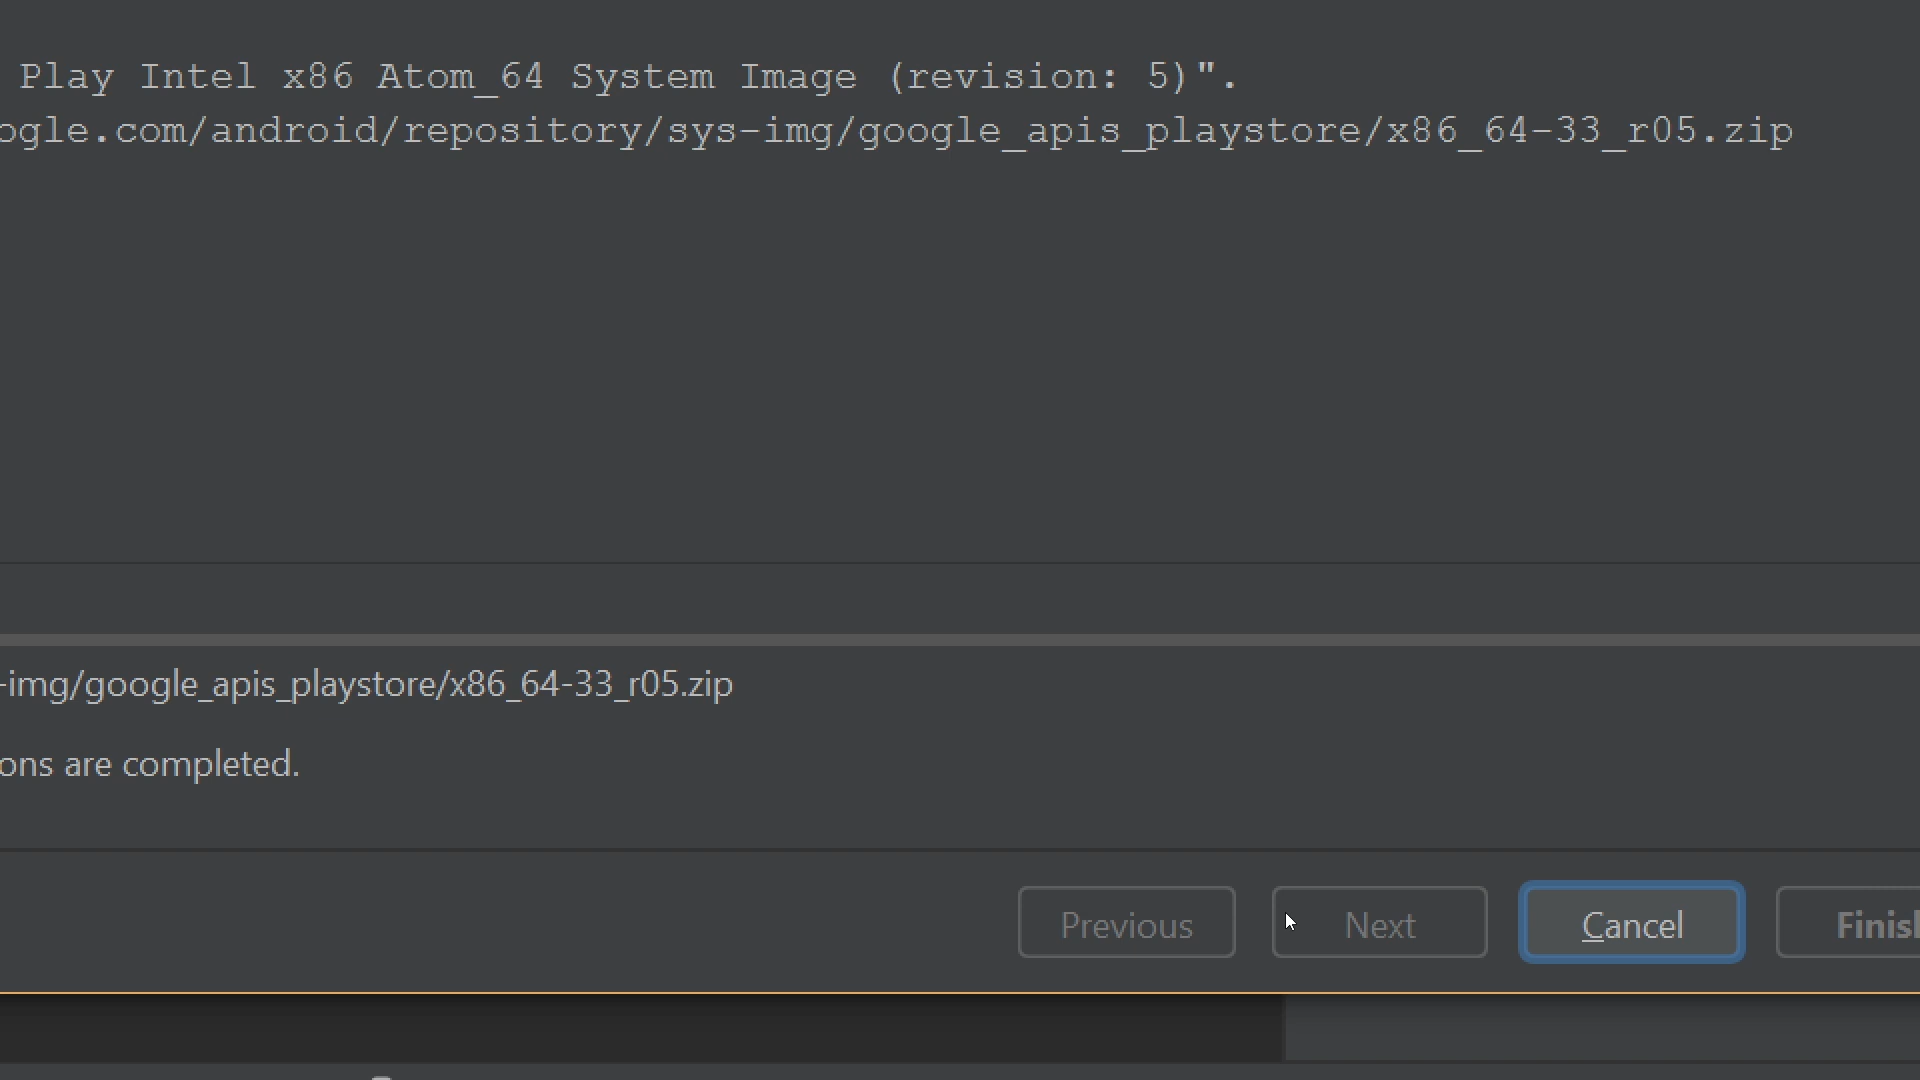 Play Intel x86 Atom_64 System Image (revision: 5)".
ogle.com/android/repository/sys-img/google_apis_playstore/x86_64-33_r05.zip
-img/google_apis_playstore/x86_64-33_r05.zip
ons are completed.
Previous
Next
Cancel
Finish